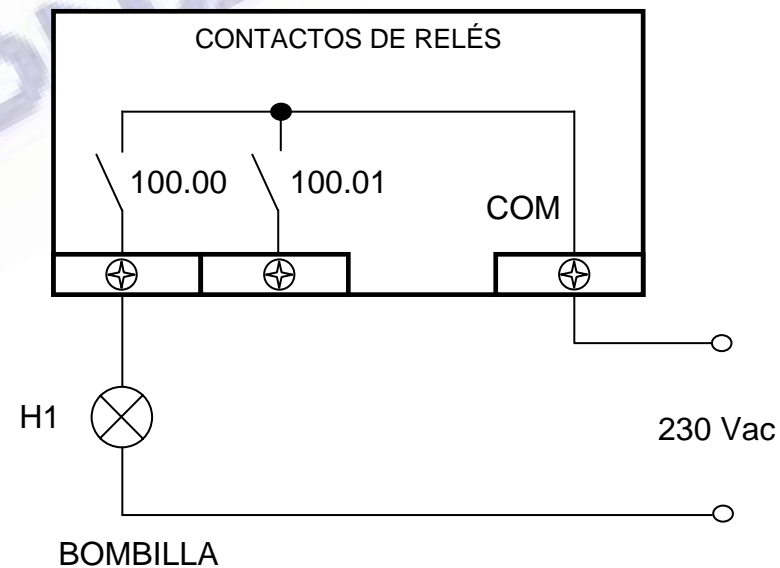 CONTACTOS DE RELÉS
100.00
100.01
COM
H1
230 Vac
BOMBILLA